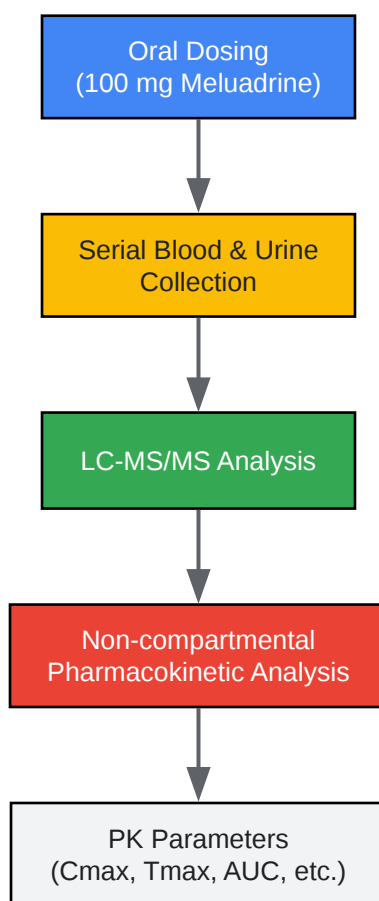 Oral Dosing
(100 mg Meluadrine)
Serial Blood & Urine
Collection
LC-MS/MS Analysis
Non-compartmental
Pharmacokinetic Analysis
PK Parameters
(Cmax, Tmax, AUC, etc.)